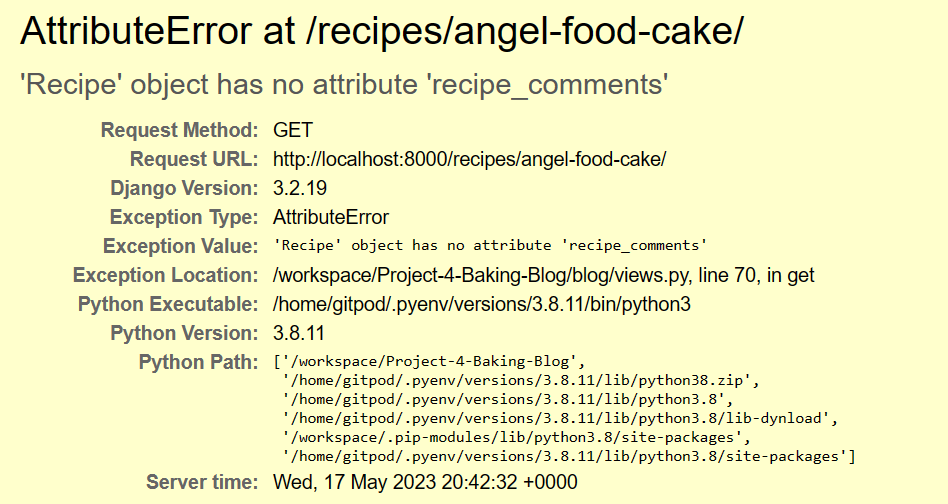 AttributeError at /recipes/angel-food-cake/
'Recipe' object has no attribute 'recipe_comments'
Request Method: GET
Request URL: http://localhost:8000/recipes/angel-food-cake/
Django Version: 3.2.19
Exception Type: AttributeError
Exception Value: 'Recipe' object has no attribute 'recipe_comments'
Exception Location: /workspace/Project-4-Baking-Blog/blog/views.py, line 70, in get
Python Executable: /home/gitpod/.pyenv/versions/3.8.11/bin/python3
Python Version: 3.8.11
Python Path: ['/workspace/Project-4-Baking-Blog',
'/home/gitpod/.pyenv/versions/3.8.11/lib/python38.zip',
'/home/gitpod/.pyenv/versions/3.8.11/lib/python3.8',
'/home/gitpod/.pyenv/versions/3.8.11/lib/python3.8/lib-dynload',
'/workspace/.pip-modules/lib/python3.8/site-packages',
'/home/gitpod/.pyenv/versions/3.8.11/lib/python3.8/site-packages']
Server time: Wed, 17 May 2023 20:42:32 +0000